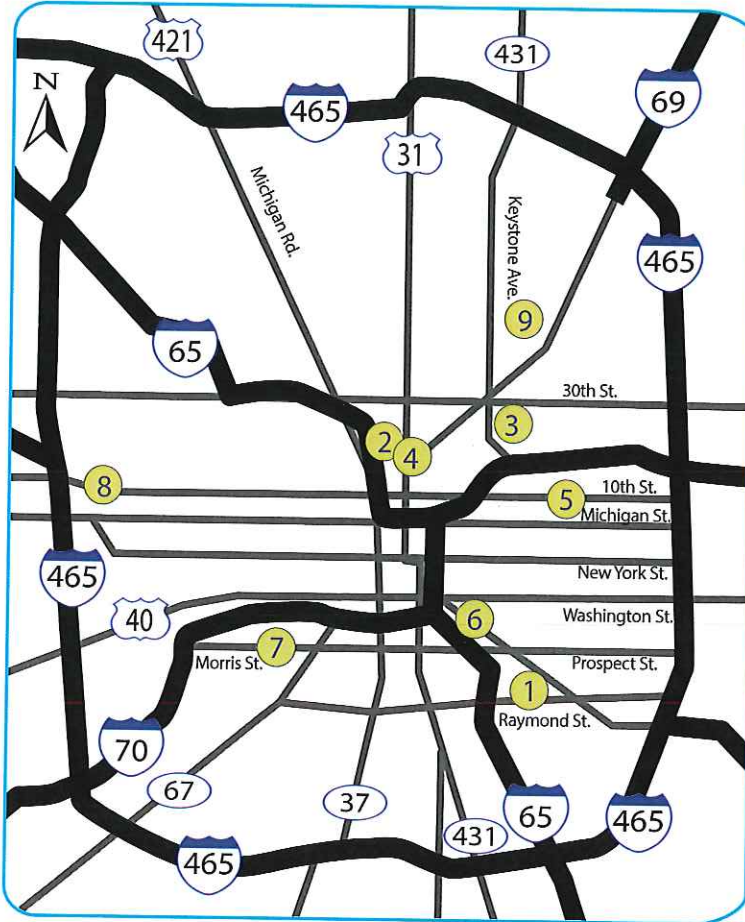 421
431
N
465
69
31
Michigan Rd.
Keystone Ave.
465
9
65
30th St.
3
2
4
8
10th St.
5
Michigan St.
465
New York St.
40
Washington St.
6
7
Morris St.
Prospect St.
1
Raymond St.
70
67
37
65
465
431
465